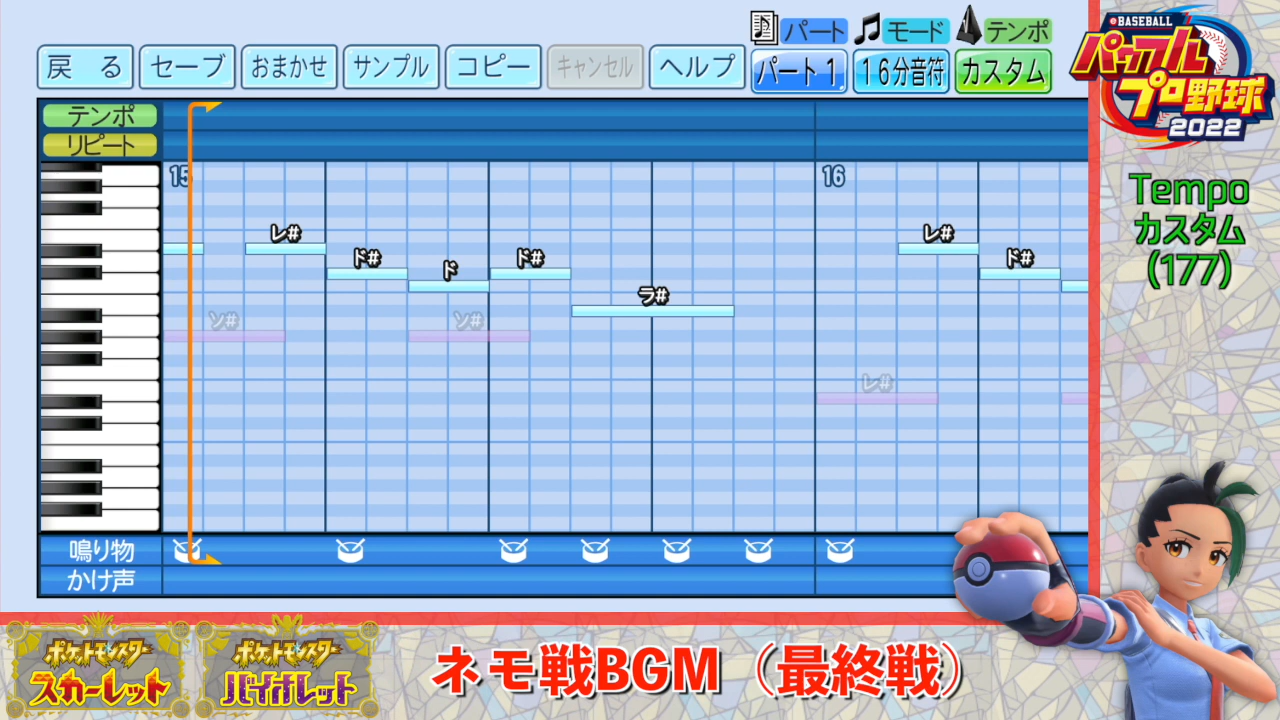 パート モード テンポ
戻 る セーブ おまかせ サンプル コピー キャンセル ヘルプ パート1 16分音符 カスタム
BASEBALL
パワフル
プロ野球
2022
テンポ
リピート
15 16
レ# レ#
ド# ド ド# ド#
ラ#
ソ# ソ#
レ#
鳴り物
かけ声
Tempo
カスタム
(177)
ポケットモンスター
スカーレット
ポケットモンスター
バイオレット
ネモ戦BGM（最終戦）